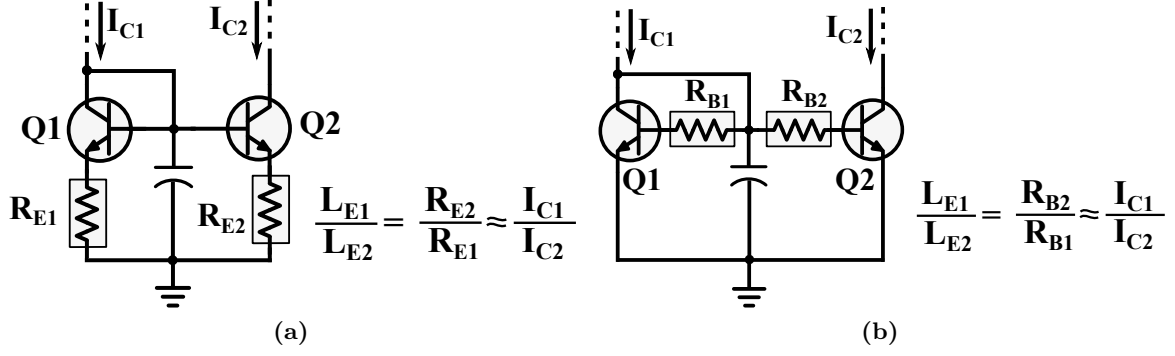 I_C1 I_C2
Q1 Q2
R_E1 R_E2
L_E1/L_E2 = R_E2/R_E1 ≈ I_C1/I_C2
(a)
I_C1 I_C2
R_B1 R_B2
Q1 Q2
L_E1/L_E2 = R_B2/R_B1 ≈ I_C1/I_C2
(b)